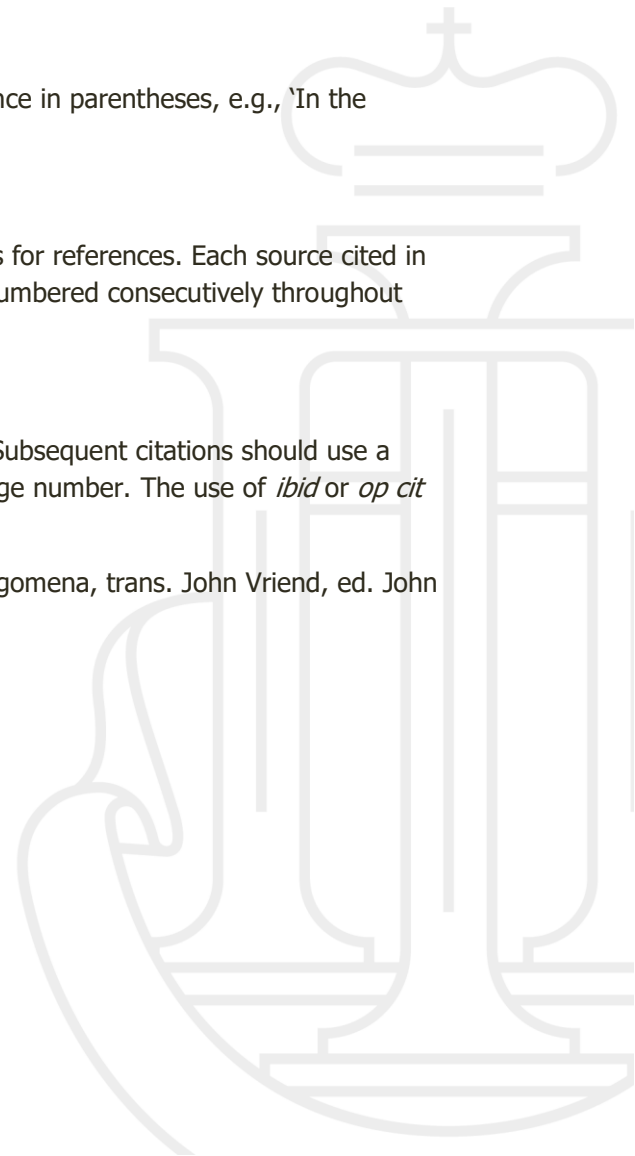 nce in parentheses, e.g., ‘In the
s for references. Each source cited in
umbered consecutively throughout
Subsequent citations should use a
ge number. The use of ibid or op cit
gomena, trans. John Vriend, ed. John